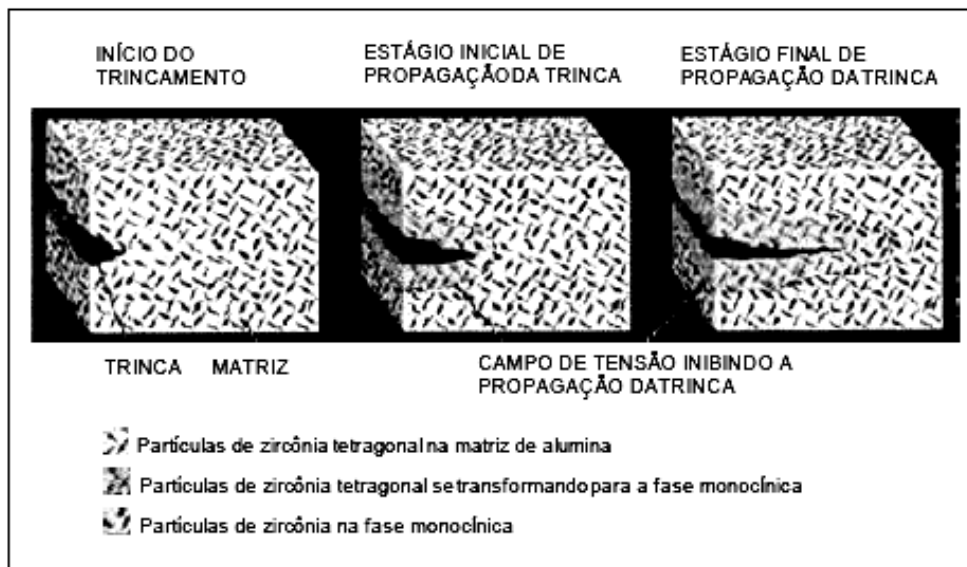 INÍCIO DO
TRINCAMENTO
ESTÁGIO INICIAL DE
PROPAGAÇÃODA TRINCA
ESTÁGIO FINAL DE
PROPAGAÇÃO DATRINCA
TRINCA MATRIZ
CAMPO DE TENSÃO INIBINDO A
PROPAGAÇÃO DATRINCA
Partículas de zircônia tetragonal na matriz de alumina
Partículas de zircônia tetragonal se transformando para a fase monocínica
Partículas de zircônia na fase monocínica